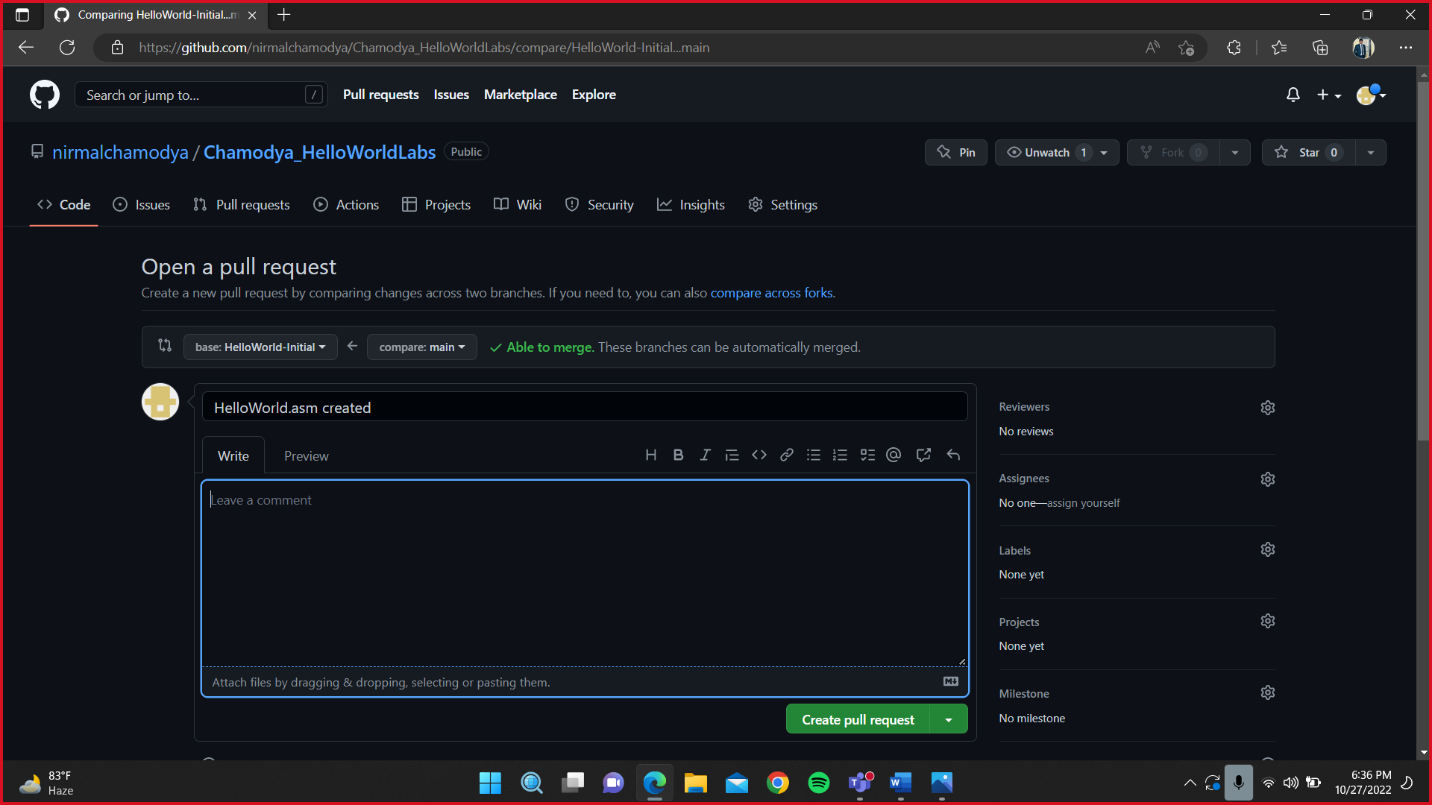 Comparing HelloWorld-Initial...m
https://github.com/nirmalchamodya/Chamodya_HelloWorldLabs/compare/HelloWorld-Initial...main
Search or jump to... /
Pull requests Issues Marketplace Explore
nirmalchamodya / Chamodya_HelloWorldLabs Public
Pin Unwatch 1 Fork 0 Star 0
Code Issues Pull requests Actions Projects Wiki Security Insights Settings
Open a pull request
Create a new pull request by comparing changes across two branches. If you need to, you can also compare across forks.
base: HelloWorld-Initial compare: main Able to merge. These branches can be automatically merged.
HelloWorld.asm created
Write Preview
Leave a comment
Attach files by dragging & dropping, selecting or pasting them.
Create pull request
Reviewers
No reviews
Assignees
No one—assign yourself
Labels
None yet
Projects
None yet
Milestone
No milestone
83°F
Haze
6:36 PM
10/27/2022